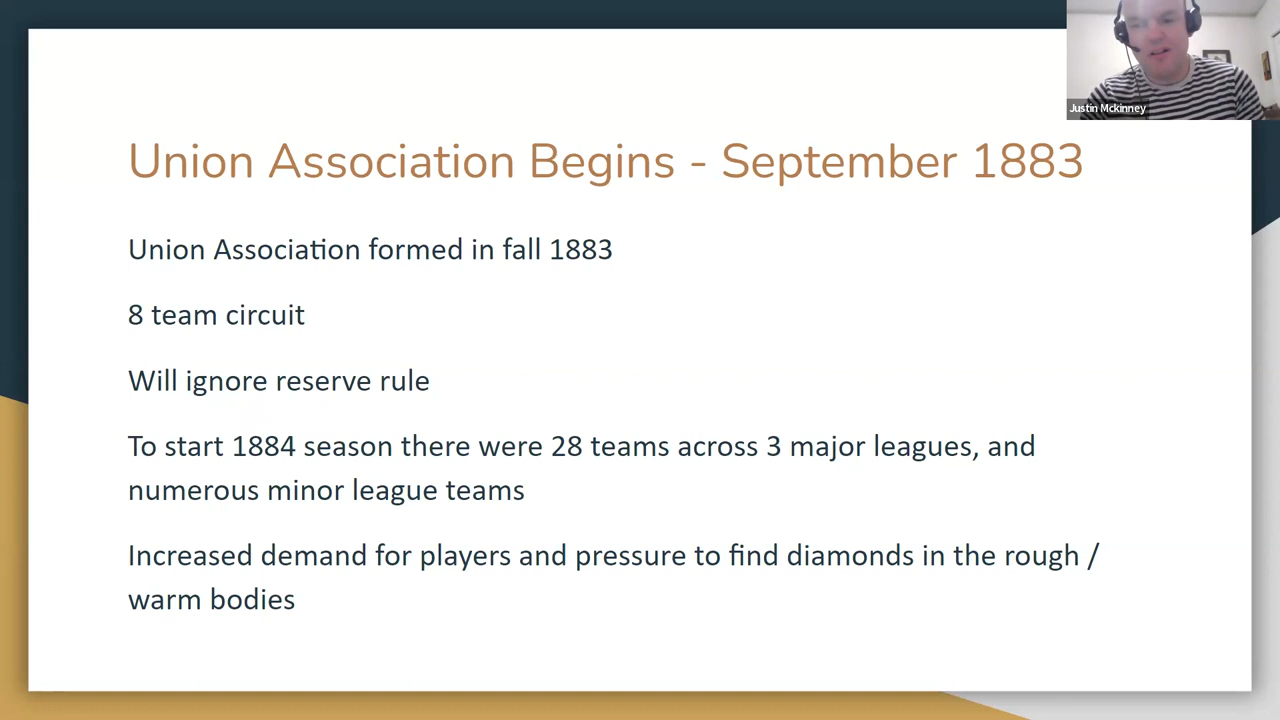 Justin Mckinney
Union Association Begins - September 1883
Union Association formed in fall 1883
8 team circuit
Will ignore reserve rule
To start 1884 season there were 28 teams across 3 major leagues, and
numerous minor league teams
Increased demand for players and pressure to find diamonds in the rough /
warm bodies